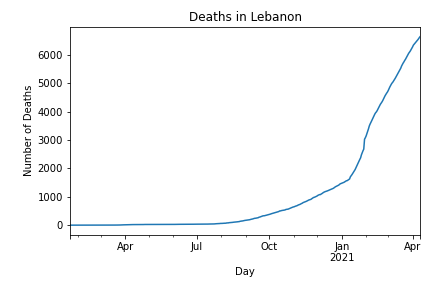 Deaths in Lebanon
Number of Deaths
6000
5000
4000
3000
2000
1000
0
Apr
Jul
Oct
Jan
2021
Apr
Day